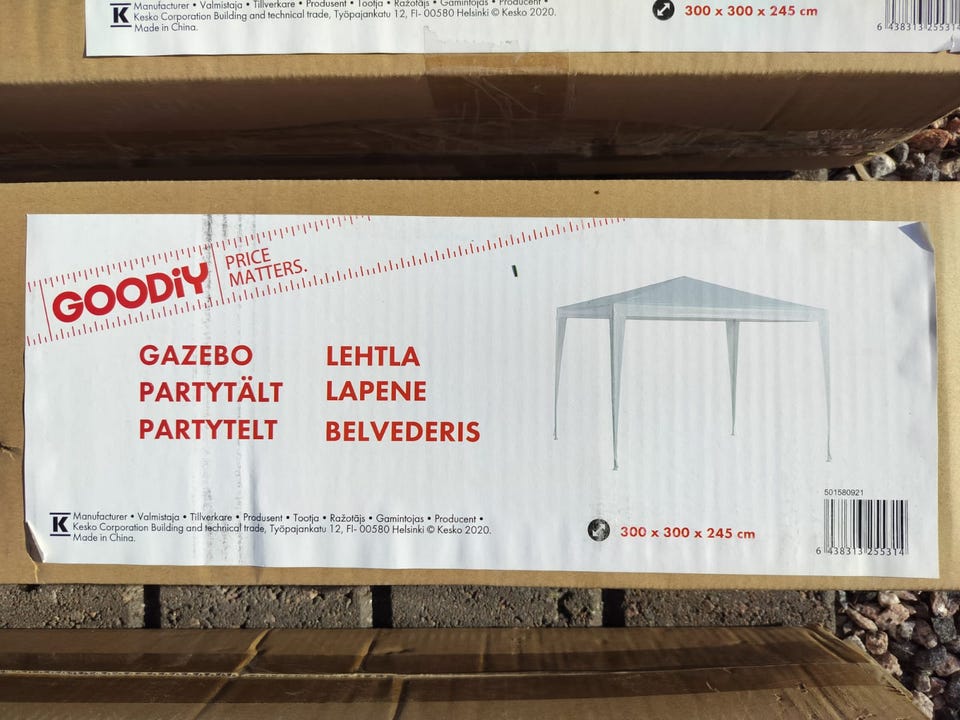 Manufacturer • Valmistaja • Tillverkare • Produsent • Tootja • Ražotājs • Gamintojas • Producent •
K Kesko Corporation Building and technical trade, Työpajankatu 12, FI- 00580 Helsinki © Kesko 2020.
Made in China.
300 x 300 x 245 cm
6 438313 255314
GOODiY
PRICE
MATTERS.
GAZEBO
PARTYTÄLT
PARTYTELT
LEHTLA
LAPENE
BELVEDERIS
501580921
K Manufacturer • Valmistaja • Tillverkare • Produsent • Tootja • Ražotājs • Gamintojas • Producent •
Kesko Corporation Building and technical trade, Työpajankatu 12, FI- 00580 Helsinki © Kesko 2020.
Made in China.
300 x 300 x 245 cm
6 438313 255314